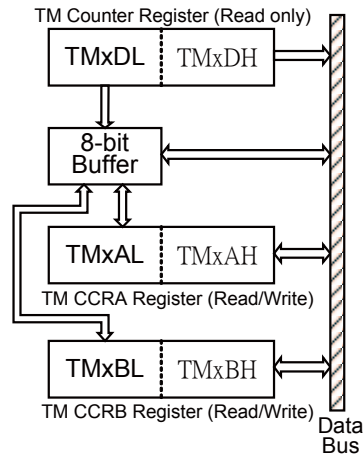 TM Counter Register (Read only)
TMxDL TMxDH
8-bit
Buffer
TMxAL TMxAH
TM CCRA Register (Read/Write)
TMxBL TMxBH
TM CCRB Register (Read/Write)
Data
Bus